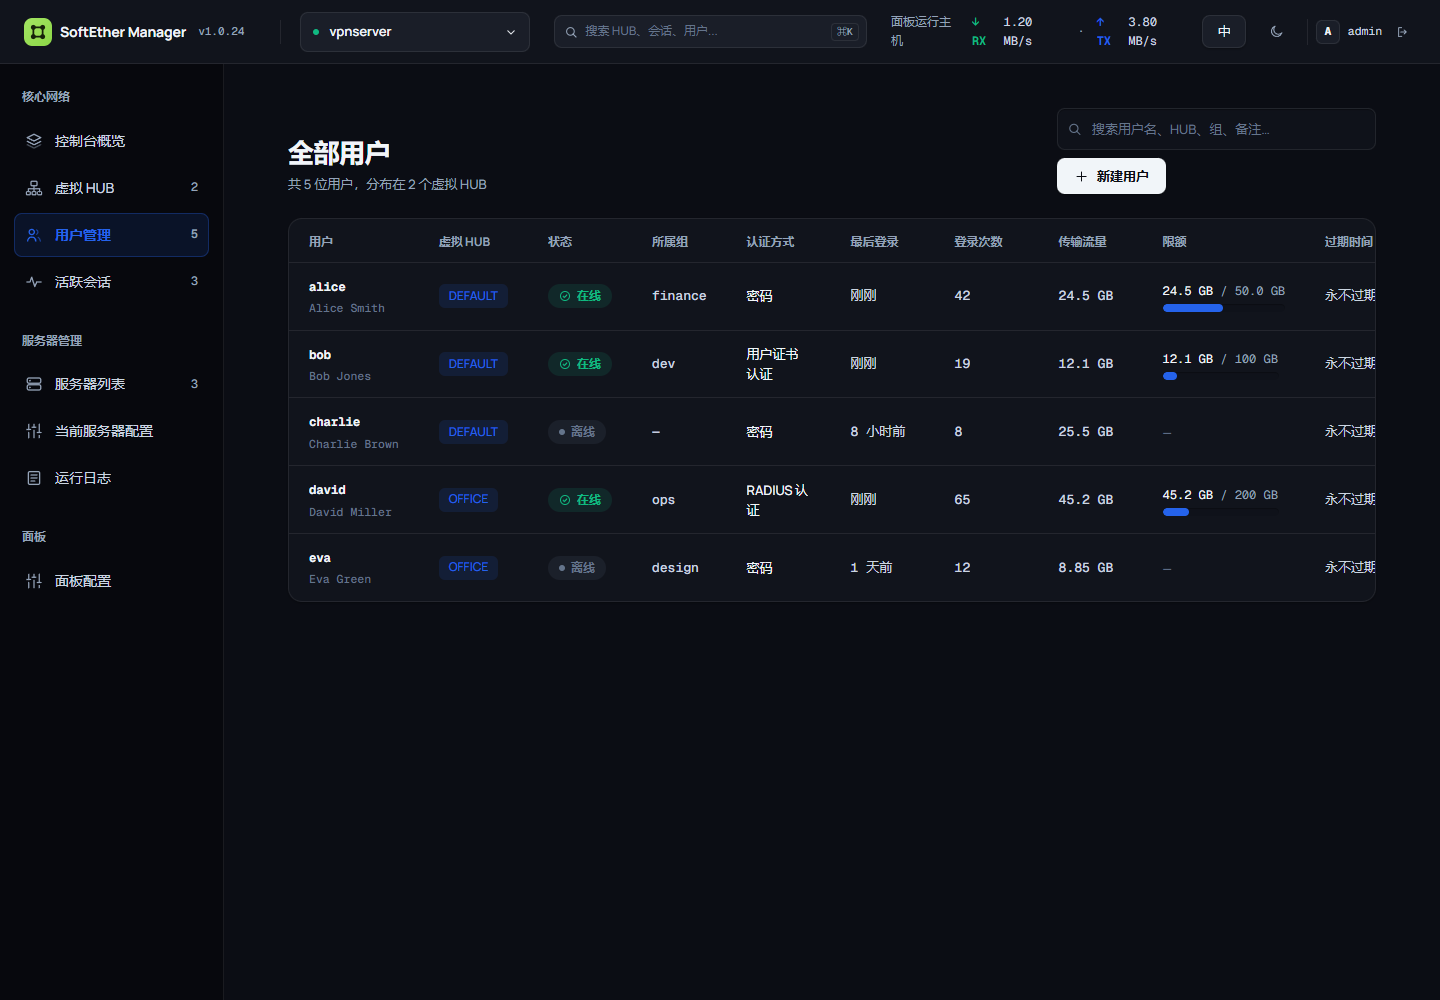 SoftEther Manager v1.0.24
vpnserver
搜索 HUB、会话、用户... ⌘K
面板运行主机
↓ RX 1.20 MB/s
·
↑ TX 3.80 MB/s
中
A admin
核心网络
控制台概览
虚拟 HUB 2
用户管理 5
活跃会话 3
服务器管理
服务器列表 3
当前服务器配置
运行日志
面板
面板配置
全部用户
共 5 位用户，分布在 2 个虚拟 HUB
搜索用户名、HUB、组、备注...
新建用户
用户 虚拟 HUB 状态 所属组 认证方式 最后登录 登录次数 传输流量 限额 过期时间
alice DEFAULT 在线 finance 密码 刚刚 42 24.5 GB 24.5 GB / 50.0 GB 永不过期
Alice Smith
bob DEFAULT 在线 dev 用户证书认证 刚刚 19 12.1 GB 12.1 GB / 100 GB 永不过期
Bob Jones
charlie DEFAULT 离线 — 密码 8 小时前 8 25.5 GB — 永不过期
Charlie Brown
david OFFICE 在线 ops RADIUS 认证 刚刚 65 45.2 GB 45.2 GB / 200 GB 永不过期
David Miller
eva OFFICE 离线 design 密码 1 天前 12 8.85 GB — 永不过期
Eva Green